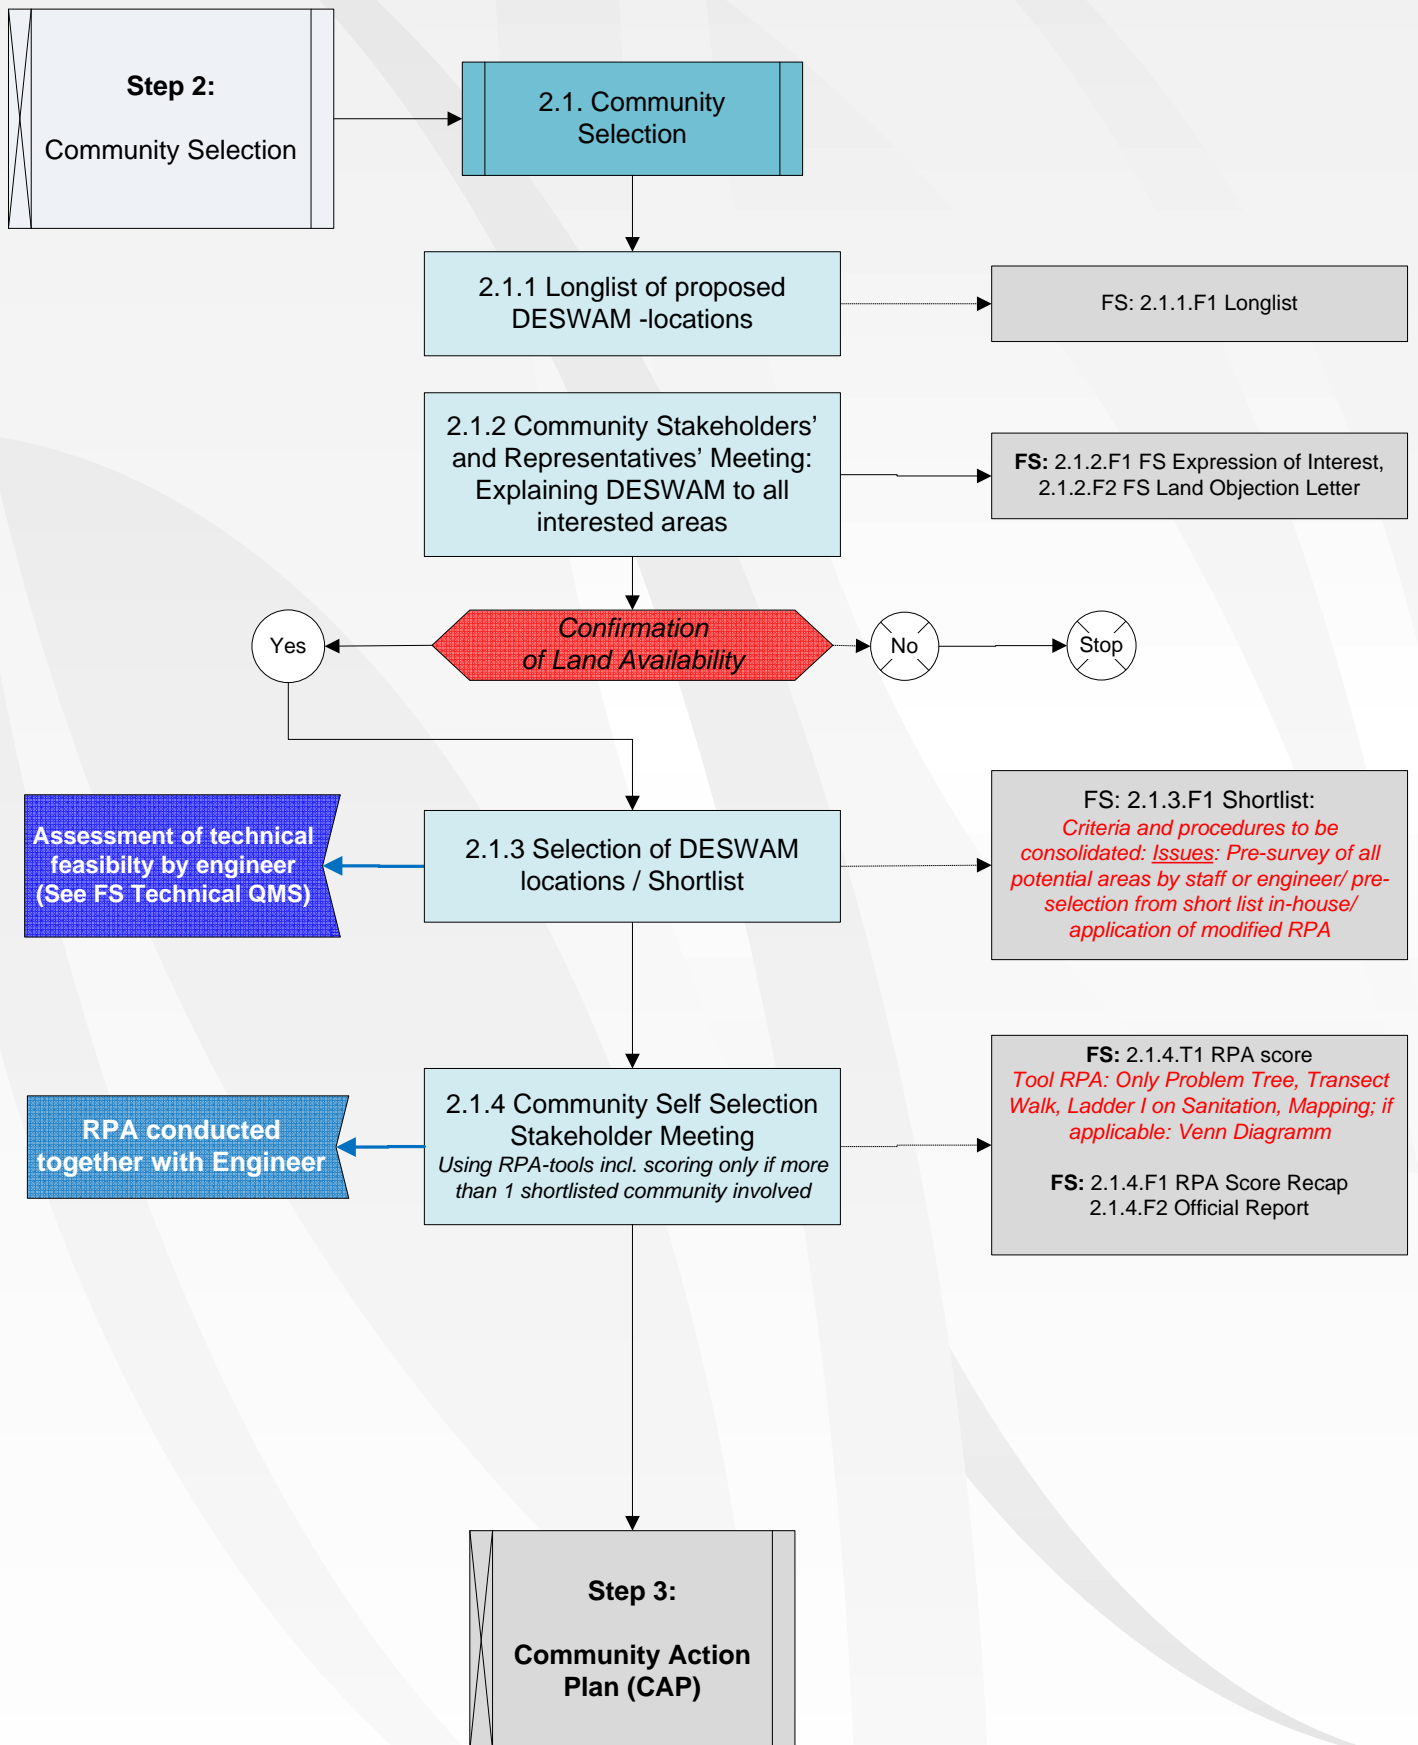 Step 2:
Community Selection
2.1. Community
Selection
2.1.1 Longlist of proposed
DESWAM -locations
FS: 2.1.1.F1 Longlist
2.1.2 Community Stakeholders’
and Representatives’ Meeting:
Explaining DESWAM to all
interested areas
FS: 2.1.2.F1 FS Expression of Interest,
2.1.2.F2 FS Land Objection Letter
Yes
Confirmation
of Land Availability
No
Stop
Assessment of technical
feasibilty by engineer
(See FS Technical QMS)
2.1.3 Selection of DESWAM
locations / Shortlist
FS: 2.1.3.F1 Shortlist:
Criteria and procedures to be
consolidated: Issues: Pre-survey of all
potential areas by staff or engineer/ pre-
selection from short list in-house/
application of modified RPA
RPA conducted
together with Engineer
2.1.4 Community Self Selection
Stakeholder Meeting
Using RPA-tools incl. scoring only if more
than 1 shortlisted community involved
FS: 2.1.4.T1 RPA score
Tool RPA: Only Problem Tree, Transect
Walk, Ladder I on Sanitation, Mapping; if
applicable: Venn Diagramm
FS: 2.1.4.F1 RPA Score Recap
2.1.4.F2 Official Report
Step 3:
Community Action
Plan (CAP)